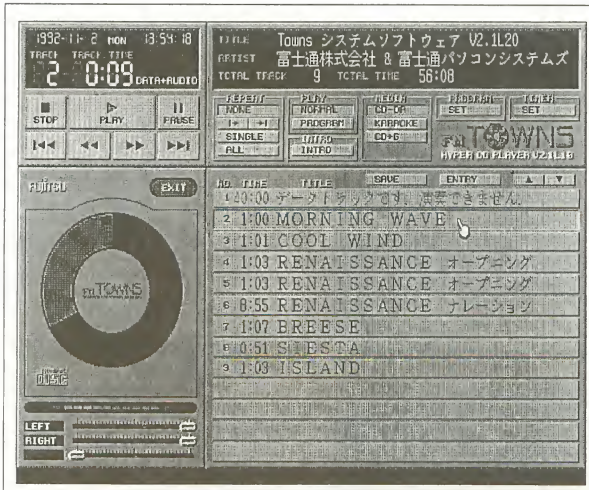 1992-11- 2 MON 13:59:18
TRACK TRACK TIME
2 0:09 DATA+AUDIO
TITLE Towns システムソフトウェア V2.1L20
ARTIST 富士通株式会社 & 富士通パソコンシステムズ
TOTAL TRACK 9 TOTAL TIME 56:08
STOP PLAY PAUSE
REPEAT
NONE
SINGLE
ALL
PLAY
NORMAL
PROGRAM
INTRO
INTRO
MEDIA
CD-DA
KARAOKE
CD+G
PROGRAM
SET
TIMER
SET
FM TOWNS
HYPER CD PLAYER V2.1L10
FUJITSU EXIT
FM TOWNS
LEFT
RIGHT
NO. TIME TITLE SAVE ENTRY
1 40:00 データトラックです。演奏できません。
2 1:00 MORNING WAVE
3 1:01 COOL WIND
4 1:03 RENAISSANCE オープニング
5 1:03 RENAISSANCE オープニング
6 8:55 RENAISSANCE ナレーション
7 1:07 BREESE
8 0:51 SIESTA
9 1:03 ISLAND